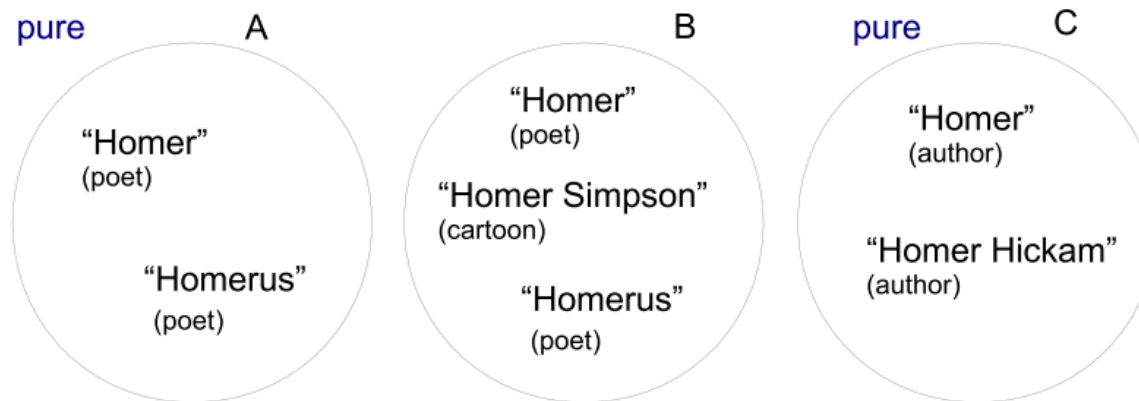 pure
A
“Homer”
(poet)
“Homerus”
(poet)
B
“Homer”
(poet)
“Homer Simpson”
(cartoon)
“Homerus”
(poet)
pure
C
“Homer”
(author)
“Homer Hickam”
(author)